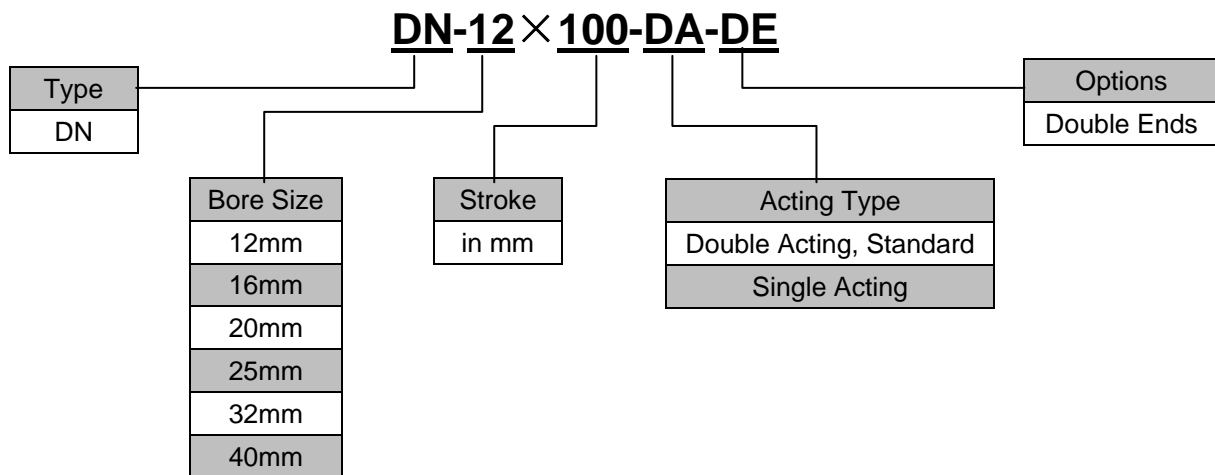 DN-12×100-DA-DE
Type
DN
Options
Double Ends
Bore Size
12mm
16mm
20mm
25mm
32mm
40mm
Stroke
in mm
Acting Type
Double Acting, Standard
Single Acting